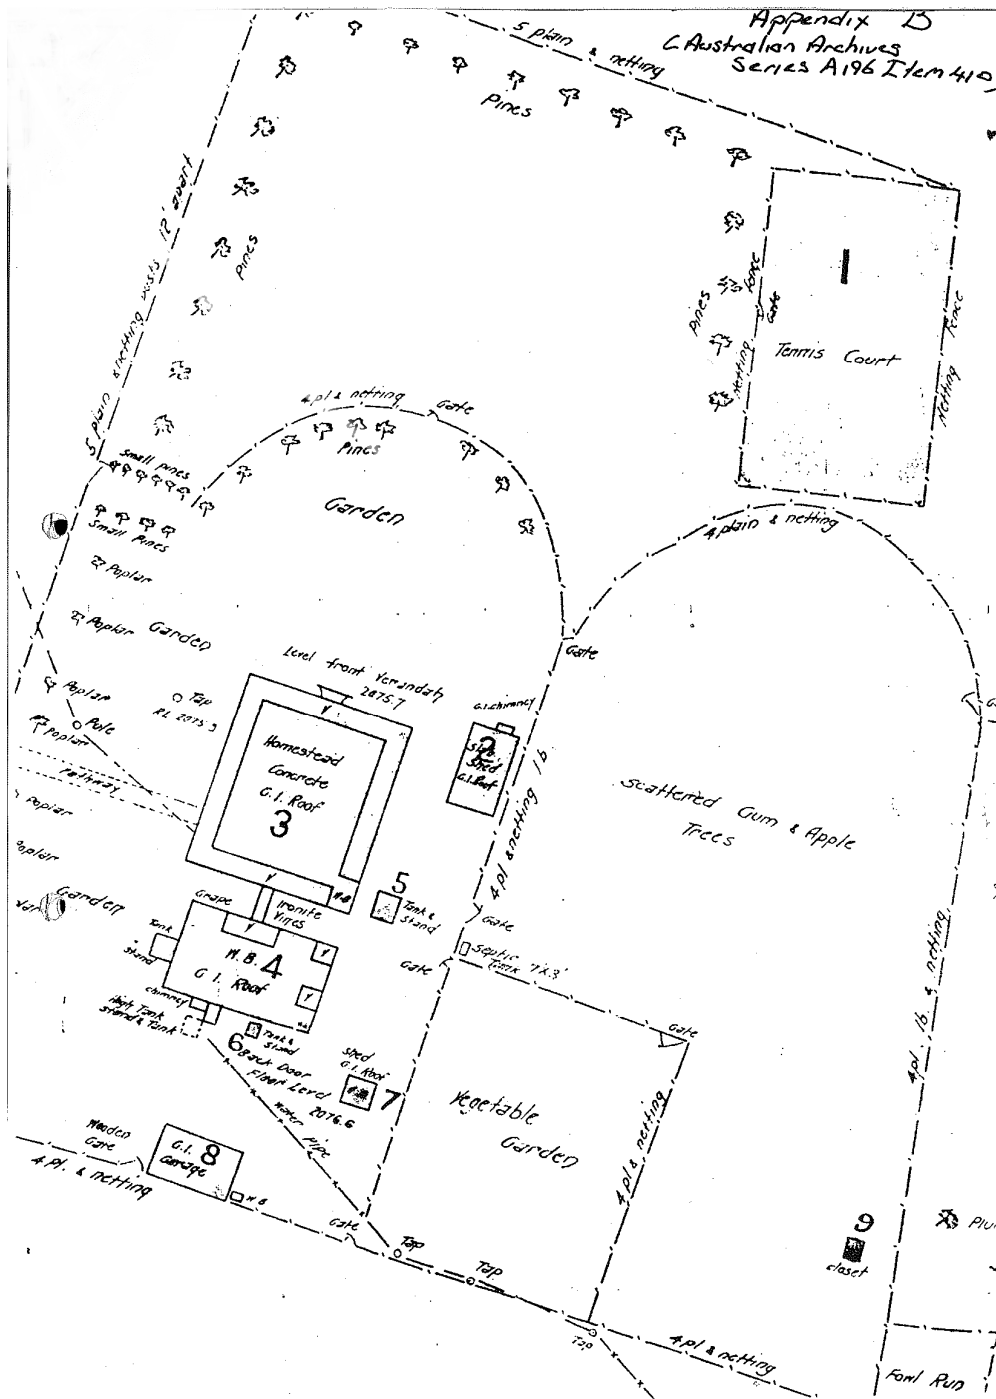 Appendix B
( Australian Archives
Series A196 Item 410,
5 plain & netting
Pines
5 plain & netting posts 12' apart
Pines
Pines
Netting fence
Gate
Tennis Court
Netting Fence
4 pl & netting
Gate
Pines
Small pines
Small Pines
Garden
4 plain & netting
Poplar
Poplar
Garden
Gate
Level front Verandah
2075.7
Poplar
Tap
RL 2075.3
Pole
Poplar
Pathway
Poplar
Poplar
Garden
G.I. chimney
2
Shed
G.I. Roof
Homestead
Concrete
G.I. Roof
3
4 pl & netting 1b
Scattered Gum & Apple
Trees
5
Tank &
Stand
Grape
Vines
Tank
stand
W.B. 4
G.I. Roof
chimney
High Tank
stand & Tank
Gate
Septic
Tank
7'x3'
Gate
Gate
6
Tank &
Stand
Back Door
Floor Level
2076.6
Shed
G.I. Roof
7
Water Pipe
Vegetable
Garden
4 pl & netting
4 pl. 1b. & netting
Wooden
Gate
4 pl. & netting
G.I. 8
Garage
W B
Gate
Tap
Tap
Tap
9
closet
4 pl & netting
Fowl Run